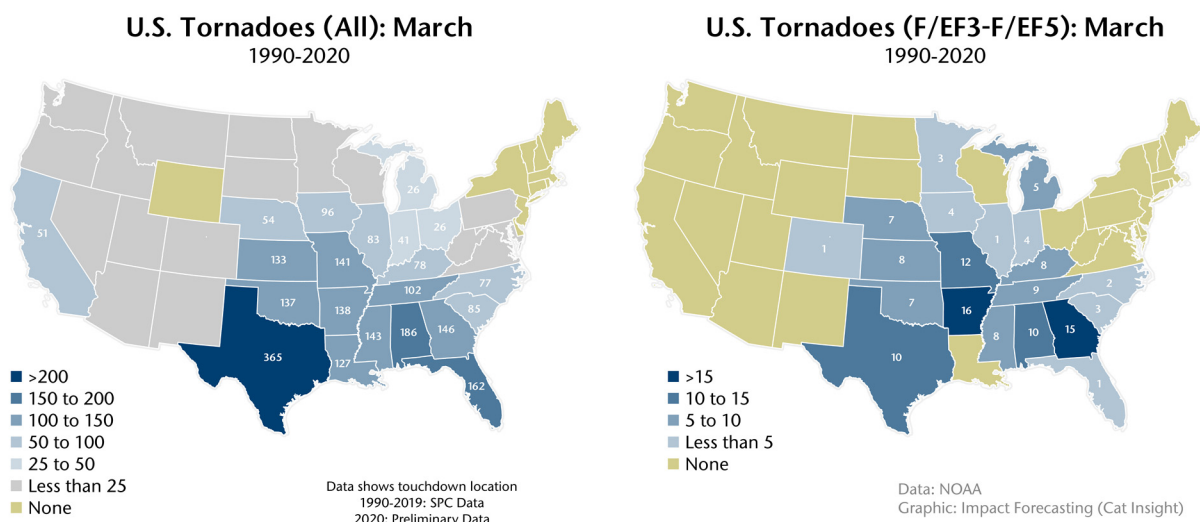 U.S. Tornadoes (All): March
1990-2020
51
54
133
137
365
96
141
138
127
83
41
26
26
78
102
143
186
146
162
77
85
>200
150 to 200
100 to 150
50 to 100
25 to 50
Less than 25
None
Data shows touchdown location
1990-2019: SPC Data
2020: Preliminary Data
U.S. Tornadoes (F/EF3-F/EF5): March
1990-2020
3
5
4
7
1
1
4
8
12
8
7
16
9
2
3
10
8
10
15
1
>15
10 to 15
5 to 10
Less than 5
None
Data: NOAA
Graphic: Impact Forecasting (Cat Insight)